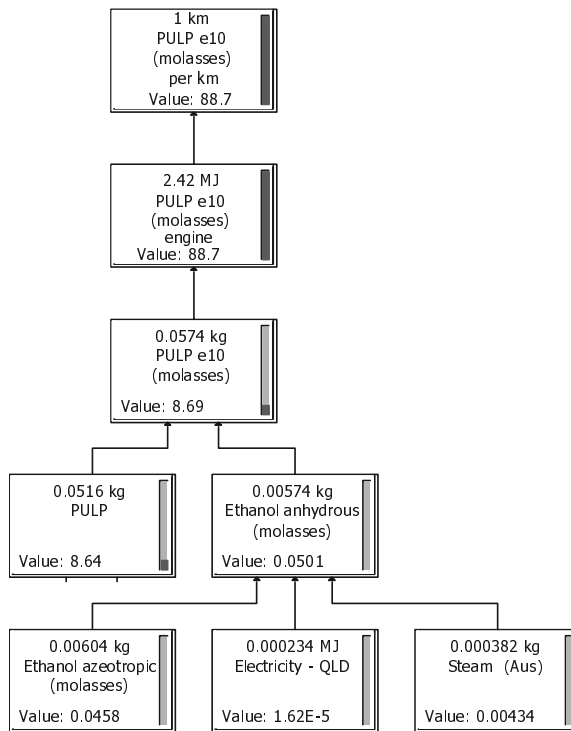 1 km
PULP e10
(molasses)
per km
Value: 88.7
2.42 MJ
PULP e10
(molasses)
engine
Value: 88.7
0.0574 kg
PULP e10
(molasses)
Value: 8.69
0.0516 kg
PULP
Value: 8.64
0.00574 kg
Ethanol anhydrous
(molasses)
Value: 0.0501
0.00604 kg
Ethanol azeotropic
(molasses)
Value: 0.0458
0.000234 MJ
Electricity - QLD
Value: 1.62E-5
0.000382 kg
Steam (Aus)
Value: 0.00434